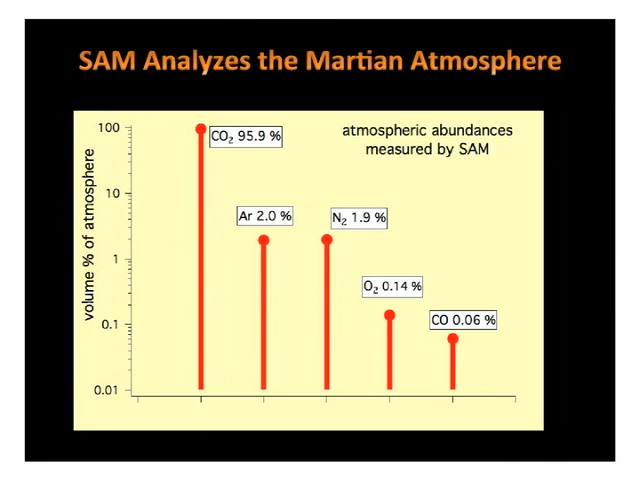 SAM Analyzes the Martian Atmosphere
atmospheric abundances
measured by SAM
volume % of atmosphere
100
10
1
0.1
0.01
CO₂ 95.9 %
Ar 2.0 %
N₂ 1.9 %
O₂ 0.14 %
CO 0.06 %